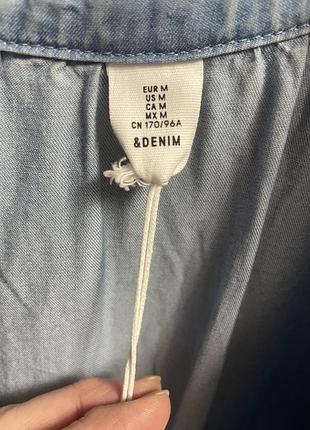 EUR M
US M
CA M
MX M
CN 170/96A
&DENIM